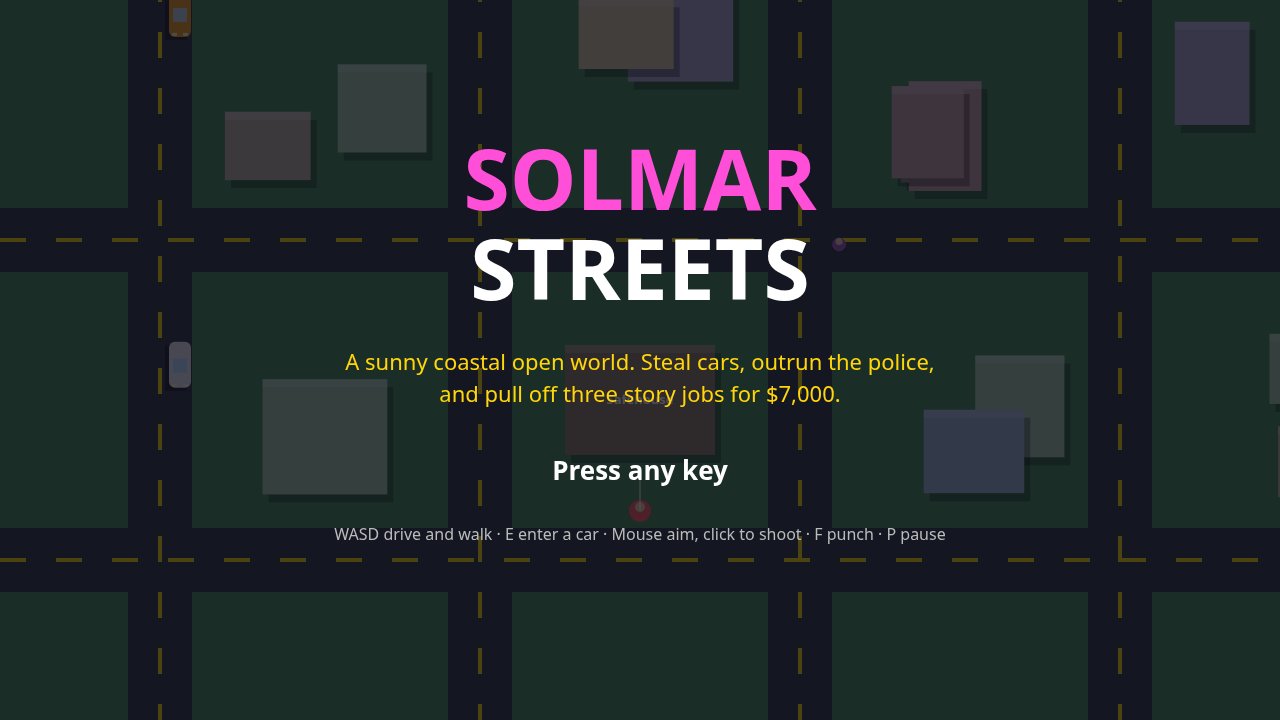 SOLMAR
STREETS
A sunny coastal open world. Steal cars, outrun the police,
and pull off three story jobs for $7,000.
Press any key
WASD drive and walk · E enter a car · Mouse aim, click to shoot · F punch · P pause